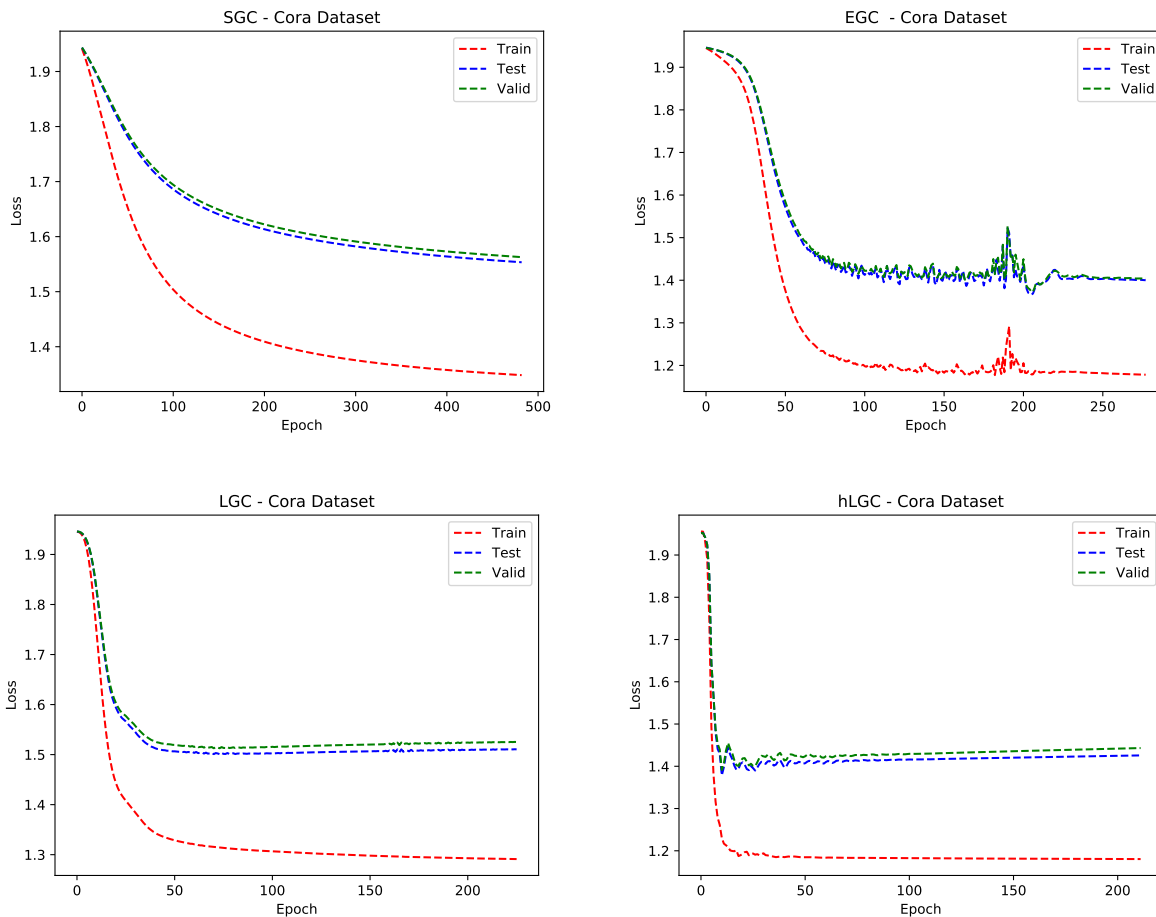 SGC - Cora Dataset
Loss
1.9
1.8
1.7
1.6
1.5
1.4
0 100 200 300 400 500
Epoch
Train
Test
Valid
EGC - Cora Dataset
Loss
1.9
1.8
1.7
1.6
1.5
1.4
1.3
1.2
0 50 100 150 200 250
Epoch
Train
Test
Valid
LGC - Cora Dataset
Loss
1.9
1.8
1.7
1.6
1.5
1.4
1.3
0 50 100 150 200
Epoch
Train
Test
Valid
hLGC - Cora Dataset
Loss
1.9
1.8
1.7
1.6
1.5
1.4
1.3
1.2
0 50 100 150 200
Epoch
Train
Test
Valid